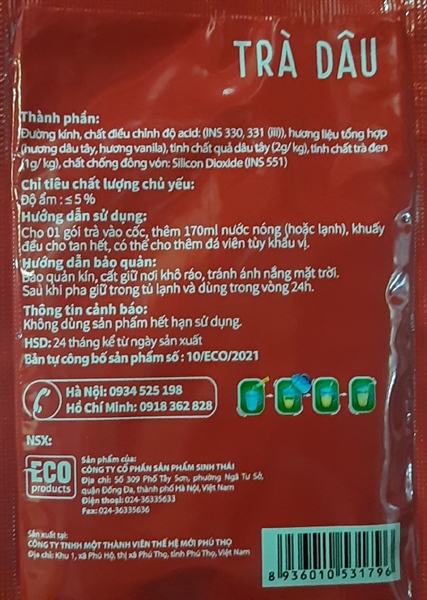 TRÀ DÂU
Thành phần:
Đường kính, chất điều chỉnh độ acid: (INS 330, 331 (iii)), hương liệu tổng hợp
(hương dâu tây, hương vanila), tinh chất quả dâu tây (2g/ kg), tinh chất trà đen
(1g/ kg), chất chống đông vón: Silicon Dioxide (INS 551)
Chỉ tiêu chất lượng chủ yếu:
Độ ẩm : ≤ 5 %
Hướng dẫn sử dụng:
Cho 01 gói trà vào cốc, thêm 170ml nước nóng (hoặc lạnh), khuấy
đều cho tan hết, có thể cho thêm đá viên tùy khẩu vị.
Hướng dẫn bảo quản:
Bảo quản kín, cất giữ nơi khô ráo, tránh ánh nắng mặt trời.
Sau khi pha giữ trong tủ lạnh và dùng trong vòng 24h.
Thông tin cảnh báo:
Không dùng sản phẩm hết hạn sử dụng.
HSD: 24 tháng kể từ ngày sản xuất
Bản tự công bố sản phẩm số : 10/ECO/2021
Hà Nội: 0934 525 198
Hồ Chí Minh: 0918 362 828
NSX:
ECO
products
Sản phẩm của:
CÔNG TY CỔ PHẦN SẢN PHẨM SINH THÁI
Địa chỉ: Số 309 Phố Tây Sơn, phường Ngã Tư Sở,
quận Đống Đa, thành phố Hà Nội, Việt Nam
Điện thoại: 024-36335633
Fax: 024-36335636
Sản xuất tại:
CÔNG TY TNHH MỘT THÀNH VIÊN THẾ HỆ MỚI PHÚ THỌ
Địa chỉ: Khu 1, xã Phú Hộ, thị xã Phú Thọ, tỉnh Phú Thọ, Việt Nam
8 936010 531796